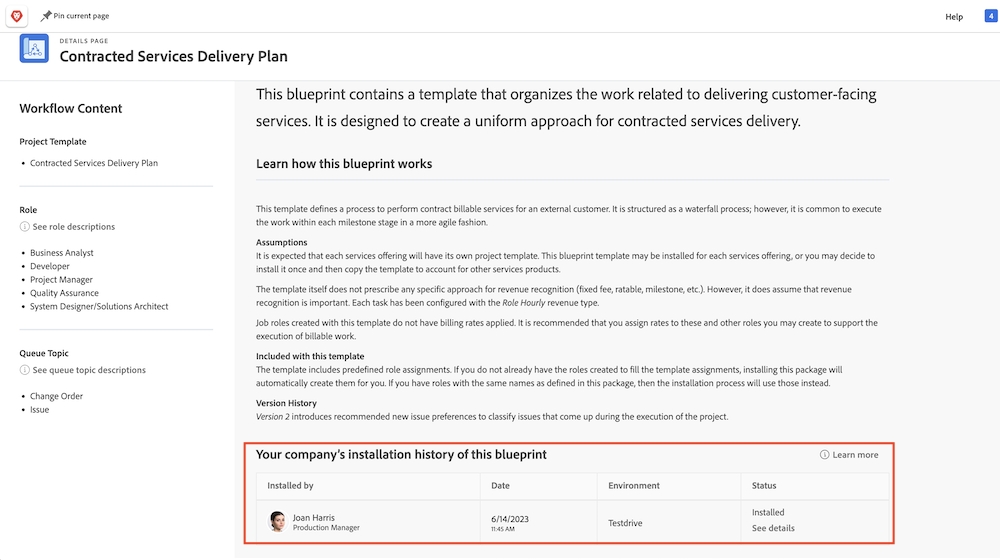 Pin current page
Help
4
DETAILS PAGE
Contracted Services Delivery Plan
Workflow Content
Project Template
• Contracted Services Delivery Plan
Role
See role descriptions
• Business Analyst
• Developer
• Project Manager
• Quality Assurance
• System Designer/Solutions Architect
Queue Topic
See queue topic descriptions
• Change Order
• Issue
This blueprint contains a template that organizes the work related to delivering customer-facing
services. It is designed to create a uniform approach for contracted services delivery.
Learn how this blueprint works
This template defines a process to perform contract billable services for an external customer. It is structured as a waterfall process; however, it is common to execute
the work within each milestone stage in a more agile fashion.
Assumptions
It is expected that each services offering will have its own project template. This blueprint template may be installed for each services offering, or you may decide to
install it once and then copy the template to account for other services products.
The template itself does not prescribe any specific approach for revenue recognition (fixed fee, ratable, milestone, etc.). However, it does assume that revenue
recognition is important. Each task has been configured with the Role Hourly revenue type.
Job roles created with this template do not have billing rates applied. It is recommended that you assign rates to these and other roles you may create to support the
execution of billable work.
Included with this template
The template includes predefined role assignments. If you do not already have the roles created to fill the template assignments, installing this package will
automatically create them for you. If you have roles with the same names as defined in this package, then the installation process will use those instead.
Version History
Version 2 introduces recommended new issue preferences to classify issues that come up during the execution of the project.
Your company's installation history of this blueprint
Learn more
Installed by Date Environment Status
Joan Harris 6/14/2023 Testdrive Installed
Production Manager 11:45 AM See details